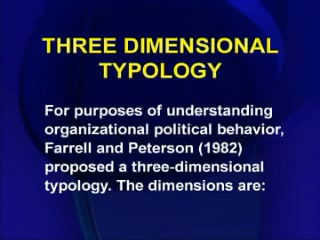 THREE DIMENSIONAL
TYPOLOGY
For purposes of understanding
organizational political behavior,
Farrell and Peterson (1982)
proposed a three-dimensional
typology. The dimensions are: